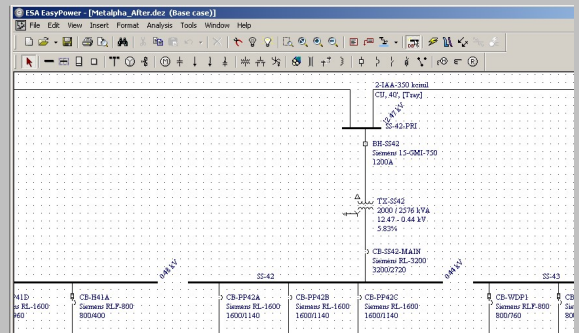 ESA EasyPower - [Metalpha_After.dez (Base case)]
File Edit View Insert Format Analysis Tools Window Help
2-1AA-350 kcmil
CU, 40', [Tray]
12.47 kV
SS-42-PRI
BH-SS42
Siemens 15-GMI-750
1200A
TX-SS42
2000 / 2576 kVA
12.47 - 0.44 kV
5.83%
CB-SS42-MAIN
Siemens RL-3200
3200/2720
0.48 kV
SS-42
0.44 kV
SS-43
41D
RL-1600
960
CB-H41A
Siemens RLF-800
800/400
CB-PP42A
Siemens RL-1600
1600/1140
CB-PP42B
Siemens RL-1600
1600/1140
CB-PP42C
Siemens RL-1600
1600/1140
CB-WDP1
Siemens RLF-800
800/760